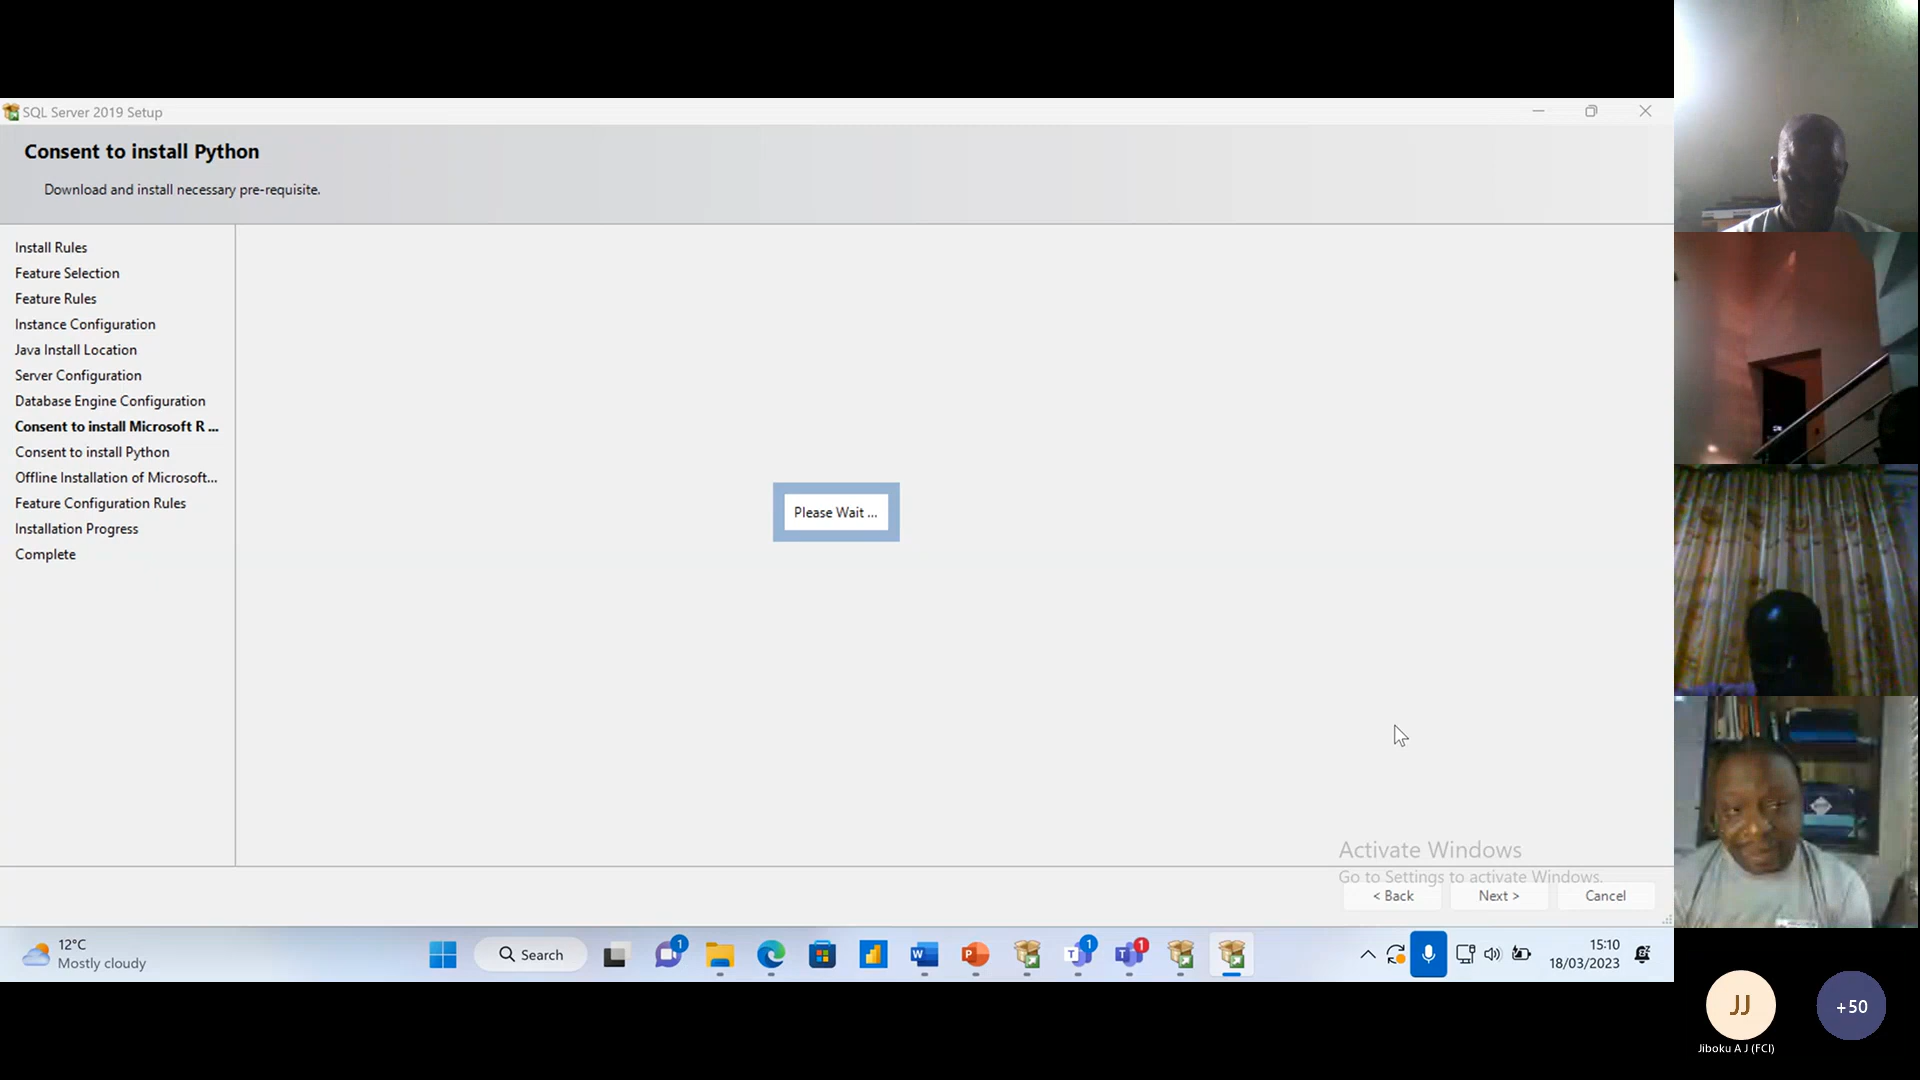 SQL Server 2019 Setup
Consent to install Python
Download and install necessary pre-requisite.
Install Rules
Feature Selection
Feature Rules
Instance Configuration
Java Install Location
Server Configuration
Database Engine Configuration
Consent to install Microsoft R ...
Consent to install Python
Offline Installation of Microsoft...
Feature Configuration Rules
Installation Progress
Complete
Please Wait ...
Activate Windows
Go to Settings to activate Windows.
< Back
Next >
Cancel
12°C
Mostly cloudy
Search
1
W
P
T
1
T
1
15:10
18/03/2023
JJ
+50
Jiboku A J (FCI)